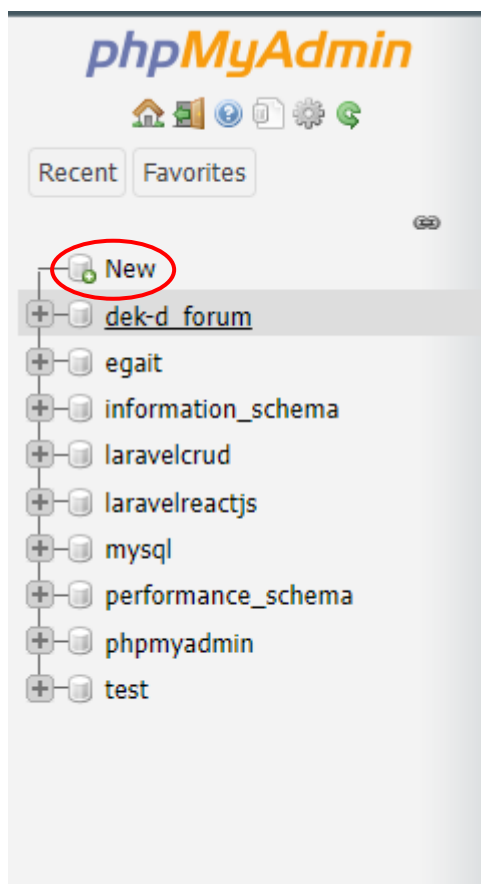 phpMyAdmin
Recent Favorites
New
dek-d_forum
egait
information_schema
laravelcrud
laravelreactjs
mysql
performance_schema
phpmyadmin
test